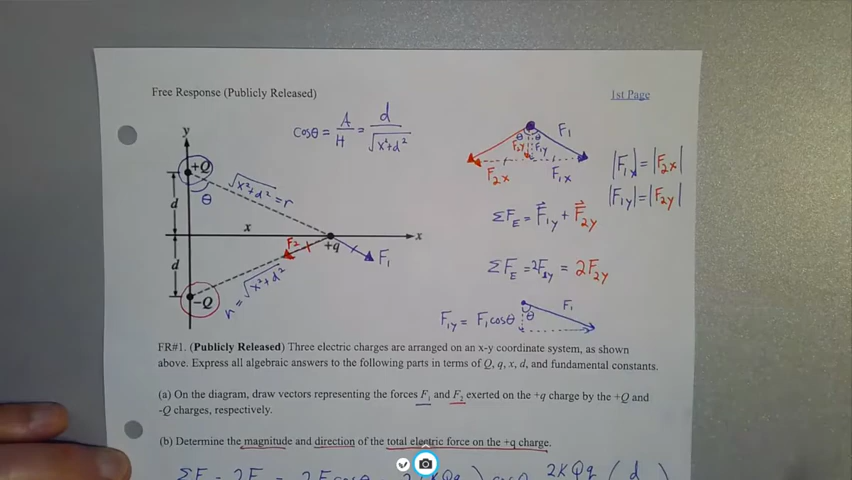 Free Response (Publicly Released)
1st Page
cosθ = A/H = d/√x²+d²
y
+Q
θ
√x²+d² = r
d
x
x
d
F₂
+q
F₁
-Q
r = √x²+d²
F₁
θ θ
F₂y F₁y
F₂x
F₁x
|F₁x| = |F₂x|
|F₁y| = |F₂y|
ΣF_E = F⃗₁y + F⃗₂y
ΣF_E = 2F₁y = 2F₂y
F₁y = F₁cosθ
θ
F₁
FR#1. (Publicly Released) Three electric charges are arranged on an x-y coordinate system, as shown
above. Express all algebraic answers to the following parts in terms of Q, q, x, d, and fundamental constants.
(a) On the diagram, draw vectors representing the forces F₁ and F₂ exerted on the +q charge by the +Q and
-Q charges, respectively.
(b) Determine the magnitude and direction of the total electric force on the +q charge.